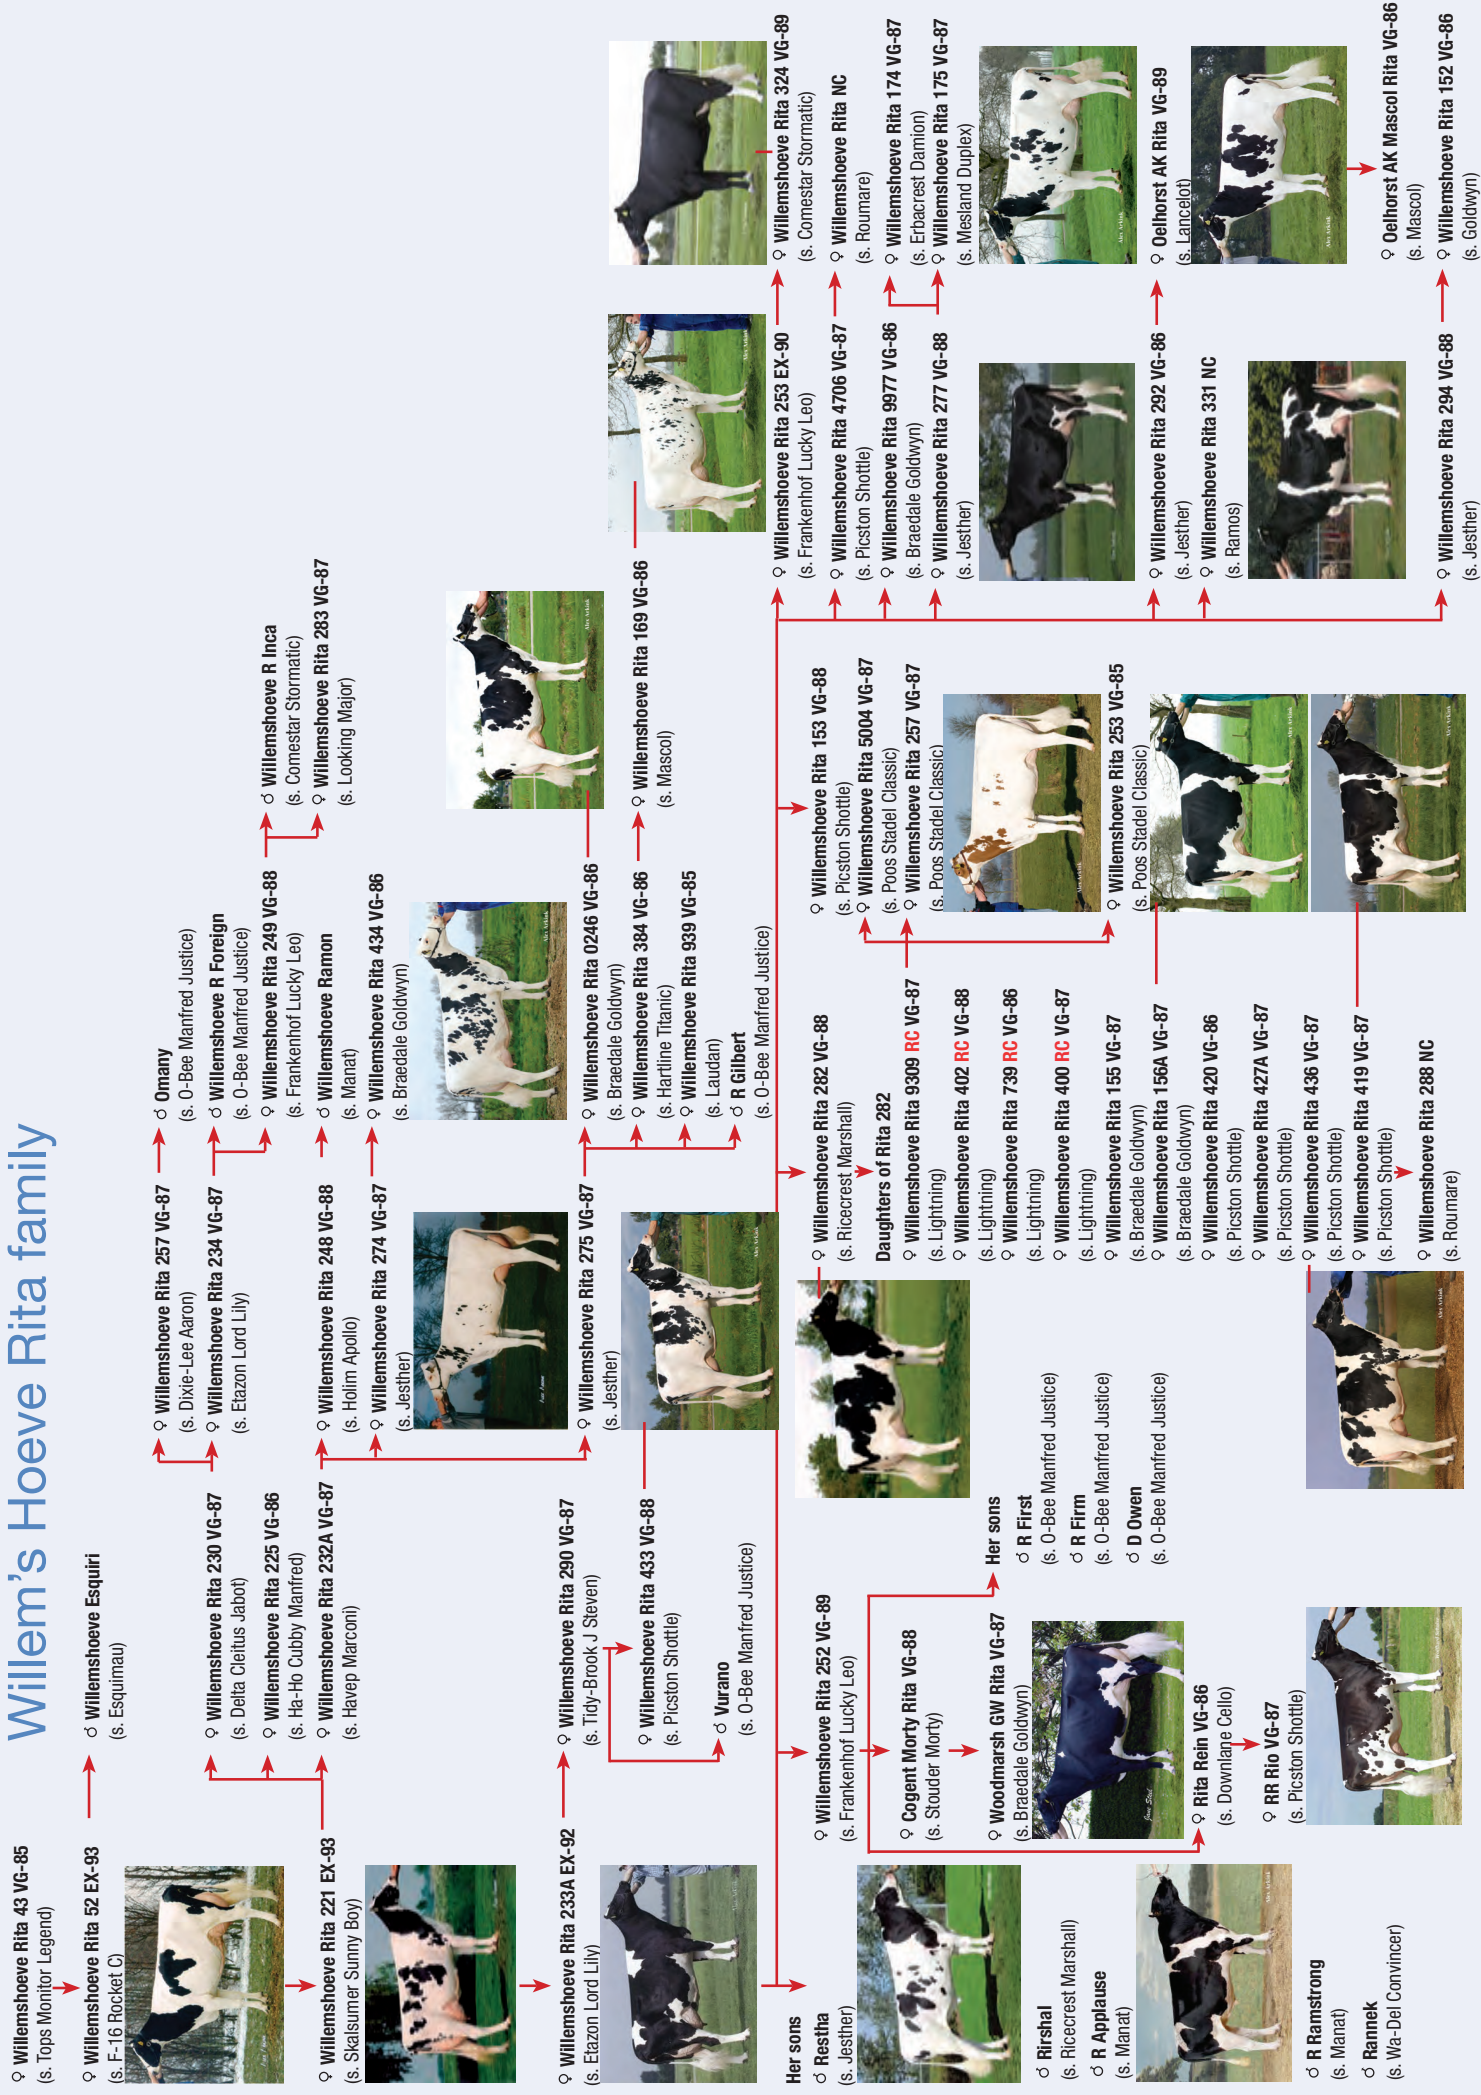 Willem's Hoeve Rita family
♀ Willemshoeve Rita 43 VG-85
(s. Tops Monitor Legend)
♀ Willemshoeve Rita 52 EX-93
(s. F-16 Rocket C)
♂ Willemshoeve Esquiri
(s. Esquimau)
♀ Willemshoeve Rita 221 EX-93
(s. Skalsumer Sunny Boy)
♀ Willemshoeve Rita 230 VG-87
(s. Delta Cleitus Jabot)
♀ Willemshoeve Rita 225 VG-86
(s. Ha-Ho Cubby Manfred)
♀ Willemshoeve Rita 232A VG-87
(s. Havep Marconi)
♀ Willemshoeve Rita 257 VG-87
(s. Dixie-Lee Aaron)
♀ Willemshoeve Rita 234 VG-87
(s. Etazon Lord Lily)
♂ Omany
(s. O-Bee Manfred Justice)
♂ Willemshoeve R Foreign
(s. O-Bee Manfred Justice)
♀ Willemshoeve Rita 249 VG-88
(s. Frankenhof Lucky Leo)
♂ Willemshoeve R Inca
(s. Comestar Stormatic)
♀ Willemshoeve Rita 283 VG-87
(s. Looking Major)
♀ Willemshoeve Rita 248 VG-88
(s. Holim Apollo)
♂ Willemshoeve Ramon
(s. Manat)
♀ Willemshoeve Rita 274 VG-87
(s. Jesther)
♀ Willemshoeve Rita 434 VG-86
(s. Braedale Goldwyn)
Alex Arkink
♀ Willemshoeve Rita 275 VG-87
(s. Jesther)
♀ Willemshoeve Rita 0246 VG-86
(s. Braedale Goldwyn)
Alex Arkink
♀ Willemshoeve Rita 384 VG-86
(s. Hartline Titanic)
♀ Willemshoeve Rita 169 VG-86
(s. Mascol)
Alex Arkink
♀ Willemshoeve Rita 939 VG-85
(s. Laudan)
♂ R Gilbert
(s. O-Bee Manfred Justice)
♀ Willemshoeve Rita 233A EX-92
(s. Etazon Lord Lily)
♀ Willemshoeve Rita 290 VG-87
(s. Tidy-Brook J Steven)
♀ Willemshoeve Rita 433 VG-88
(s. Picston Shottle)
Alex Arkink
♂ Vurano
(s. O-Bee Manfred Justice)
Her sons
♂ Restha
(s. Jesther)
♂ Rirshal
(s. Ricecrest Marshall)
♂ R Applause
(s. Manat)
Alex Arkink
♂ R Ramstrong
(s. Manat)
♂ Rannek
(s. Wa-Del Convincer)
♀ Willemshoeve Rita 252 VG-89
(s. Frankenhof Lucky Leo)
♀ Cogent Morty Rita VG-88
(s. Stouder Morty)
♀ Woodmarsh GW Rita VG-87
(s. Braedale Goldwyn)
♀ Rita Rein VG-86
(s. Downlane Cello)
♀ RR Rio VG-87
(s. Picston Shottle)
Her sons
♂ R First
(s. O-Bee Manfred Justice)
♂ R Firm
(s. O-Bee Manfred Justice)
♂ D Owen
(s. O-Bee Manfred Justice)
♀ Willemshoeve Rita 282 VG-88
(s. Ricecrest Marshall)
Daughters of Rita 282
♀ Willemshoeve Rita 9309 RC VG-87
(s. Lightning)
♀ Willemshoeve Rita 402 RC VG-88
(s. Lightning)
♀ Willemshoeve Rita 739 RC VG-86
(s. Lightning)
♀ Willemshoeve Rita 400 RC VG-87
(s. Lightning)
♀ Willemshoeve Rita 155 VG-87
(s. Braedale Goldwyn)
♀ Willemshoeve Rita 156A VG-87
(s. Braedale Goldwyn)
♀ Willemshoeve Rita 420 VG-86
(s. Picston Shottle)
♀ Willemshoeve Rita 427A VG-87
(s. Picston Shottle)
♀ Willemshoeve Rita 436 VG-87
(s. Picston Shottle)
♀ Willemshoeve Rita 419 VG-87
(s. Picston Shottle)
♀ Willemshoeve Rita 288 NC
(s. Roumare)
Alex Arkink
♀ Willemshoeve Rita 153 VG-88
(s. Picston Shottle)
♀ Willemshoeve Rita 5004 VG-87
(s. Poos Stadel Classic)
♀ Willemshoeve Rita 257 VG-87
(s. Poos Stadel Classic)
Alex Arkink
♀ Willemshoeve Rita 253 VG-85
(s. Poos Stadel Classic)
Alex Arkink
Alex Arkink
♀ Willemshoeve Rita 253 EX-90
(s. Frankenhof Lucky Leo)
♀ Willemshoeve Rita 324 VG-89
(s. Comestar Stormatic)
♀ Willemshoeve Rita 4706 VG-87
(s. Picston Shottle)
♀ Willemshoeve Rita NC
(s. Roumare)
♀ Willemshoeve Rita 9977 VG-86
(s. Braedale Goldwyn)
♀ Willemshoeve Rita 277 VG-88
(s. Jesther)
♀ Willemshoeve Rita 174 VG-87
(s. Erbacrest Damion)
♀ Willemshoeve Rita 175 VG-87
(s. Mesland Duplex)
Alex Arkink
♀ Willemshoeve Rita 292 VG-86
(s. Jesther)
♀ Oelhorst AK Rita VG-89
(s. Lancelot)
Alex Arkink
♀ Oelhorst AK Mascol Rita VG-86
(s. Mascol)
♀ Willemshoeve Rita 331 NC
(s. Ramos)
♀ Willemshoeve Rita 294 VG-88
(s. Jesther)
♀ Willemshoeve Rita 152 VG-86
(s. Goldwyn)